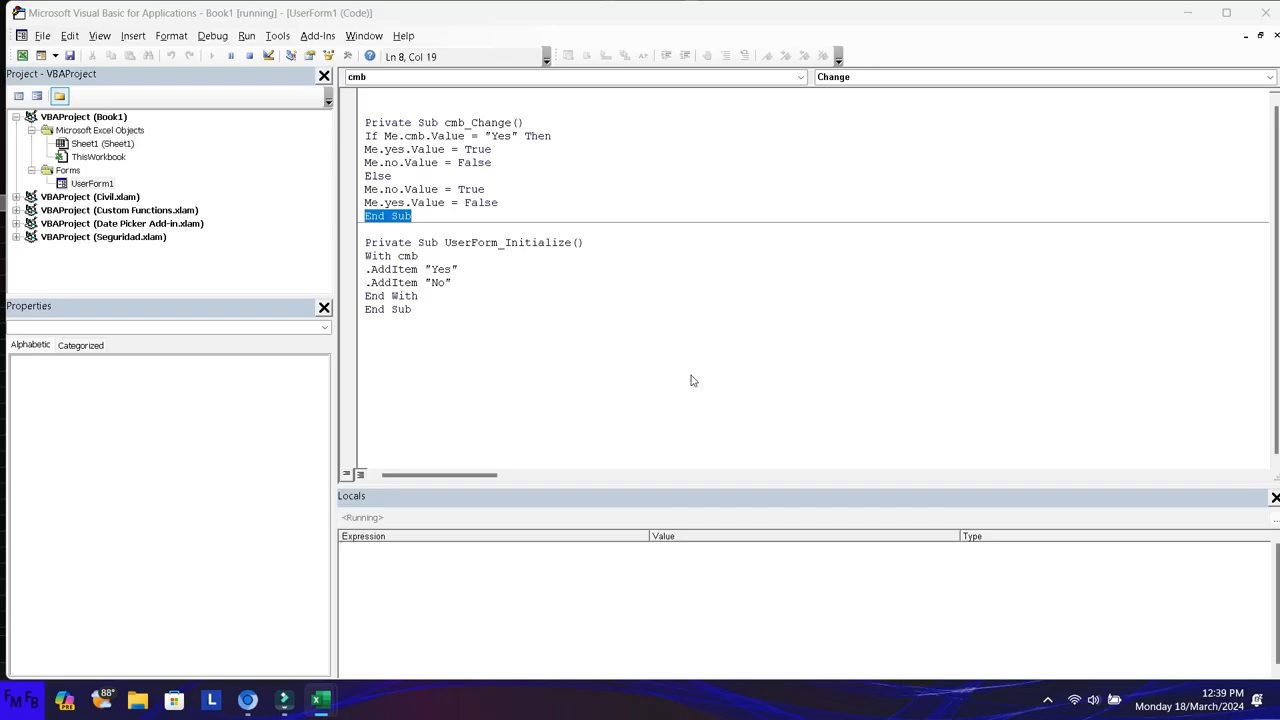 Microsoft Visual Basic for Applications - Book1 [running] - [UserForm1 (Code)]
File Edit View Insert Format Debug Run Tools Add-Ins Window Help
Ln 8, Col 19
Project - VBAProject
VBAProject (Book1)
Microsoft Excel Objects
Sheet1 (Sheet1)
ThisWorkbook
Forms
UserForm1
VBAProject (Civil.xlam)
VBAProject (Custom Functions.xlam)
VBAProject (Date Picker Add-in.xlam)
VBAProject (Seguridad.xlam)
Properties
Alphabetic Categorized
cmb Change
Private Sub cmb_Change()
If Me.cmb.Value = "Yes" Then
Me.yes.Value = True
Me.no.Value = False
Else
Me.no.Value = True
Me.yes.Value = False
End Sub
Private Sub UserForm_Initialize()
With cmb
.AddItem "Yes"
.AddItem "No"
End With
End Sub
Locals
<Running>
Expression Value Type
FM FB
PRE
88°
L
12:39 PM
Monday 18/March/2024